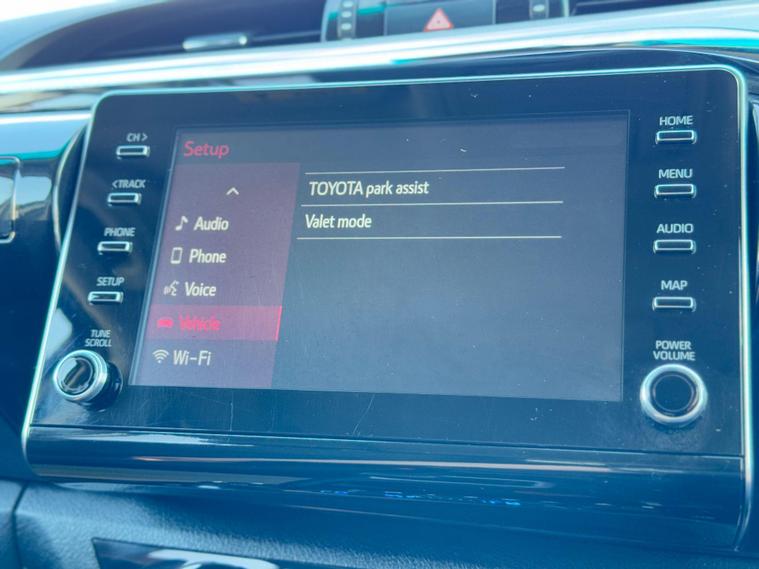 CH >
<TRACK
PHONE
SETUP
TUNE
SCROLL
Setup
Audio
Phone
Voice
Vehicle
Wi-Fi
TOYOTA park assist
Valet mode
HOME
MENU
AUDIO
MAP
POWER
VOLUME